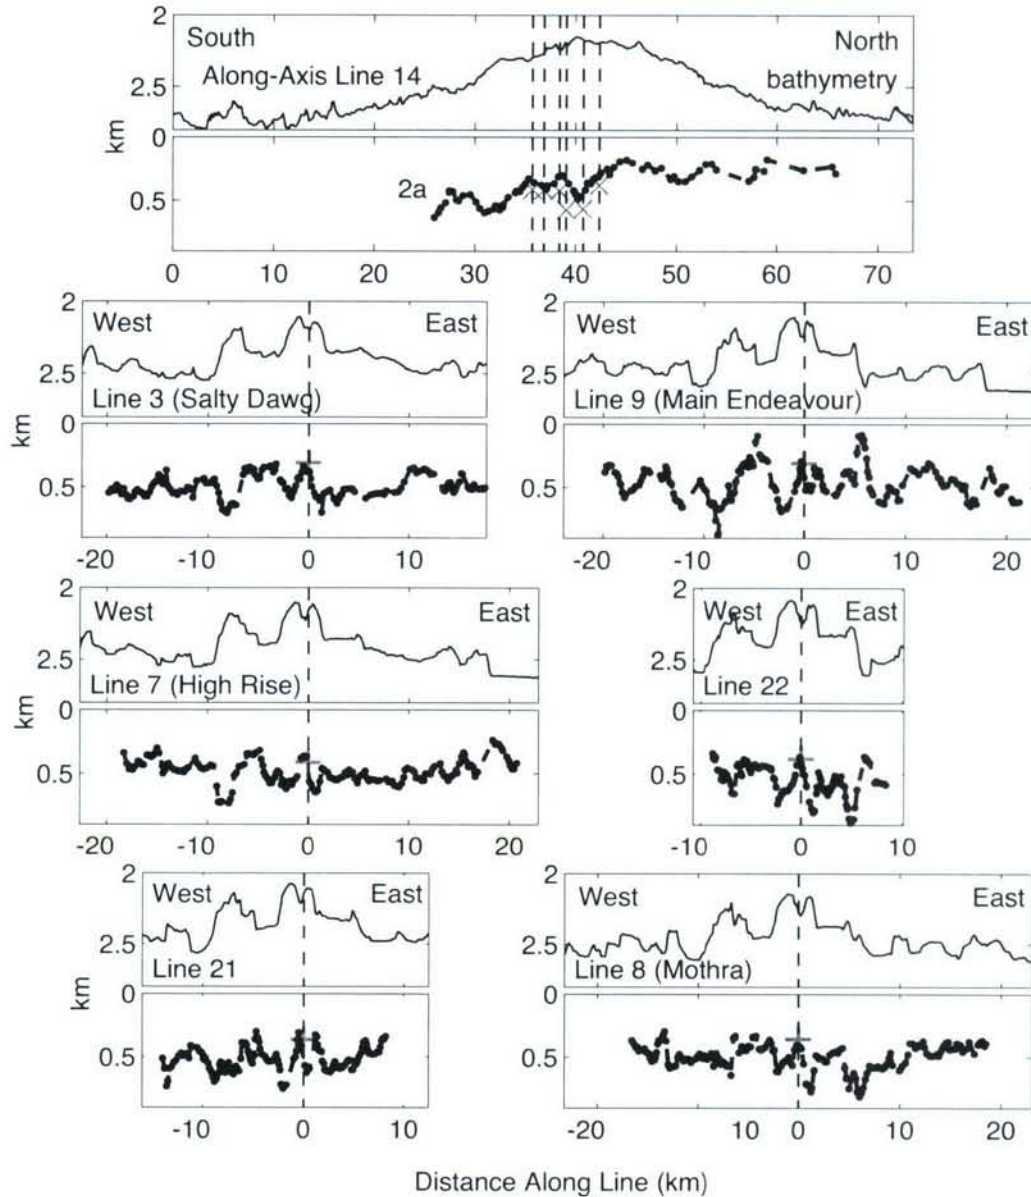 2
South
North
Along-Axis Line 14
2.5
bathymetry
km
0
2a
0.5
0 10 20 30 40 50 60 70
2
West East
2.5
Line 3 (Salty Dawg)
km
0
0.5
-20 -10 0 10
2
West East
2.5
Line 9 (Main Endeavour)
0
0.5
-20 -10 0 10 20
2
West East
2.5
Line 7 (High Rise)
km
0
0.5
-20 -10 0 10 20
2
West East
2.5
Line 22
0
0.5
-10 0 10
2
West East
2.5
Line 21
km
0
0.5
-10 0 10
2
West East
2.5
Line 8 (Mothra)
0
0.5
-20 10 0 10 20
Distance Along Line (km)